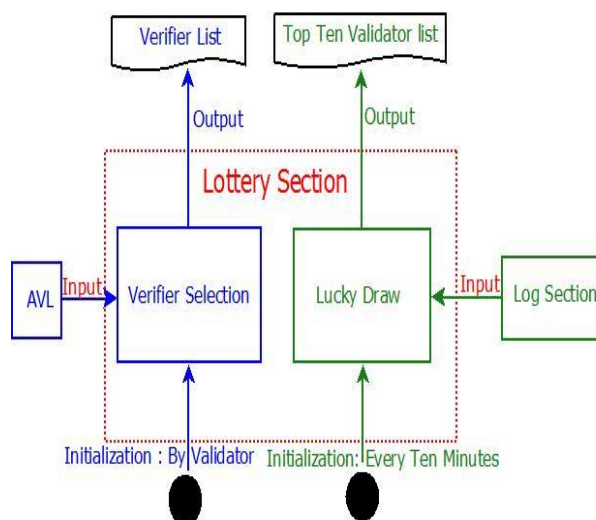 Verifier List
Top Ten Validator list
Output
Output
Lottery Section
AVL
Input
Verifier Selection
Lucky Draw
Input
Log Section
Initialization : By Validator
Initialization: Every Ten Minutes